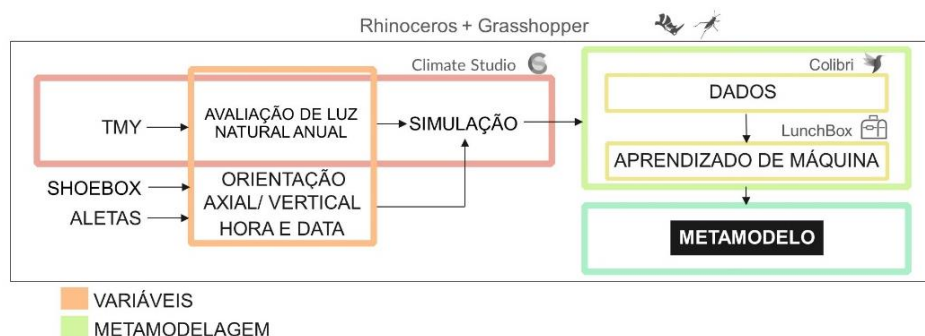 Rhinoceros + Grasshopper
Climate Studio
Colibri
DADOS
TMY
AVALIAÇÃO DE LUZ
NATURAL ANUAL
SIMULAÇÃO
LunchBox
APRENDIZADO DE MÁQUINA
SHOEBOX
ALETAS
ORIENTAÇÃO
AXIAL/ VERTICAL
HORA E DATA
METAMODELO
VARIÁVEIS
METAMODELAGEM